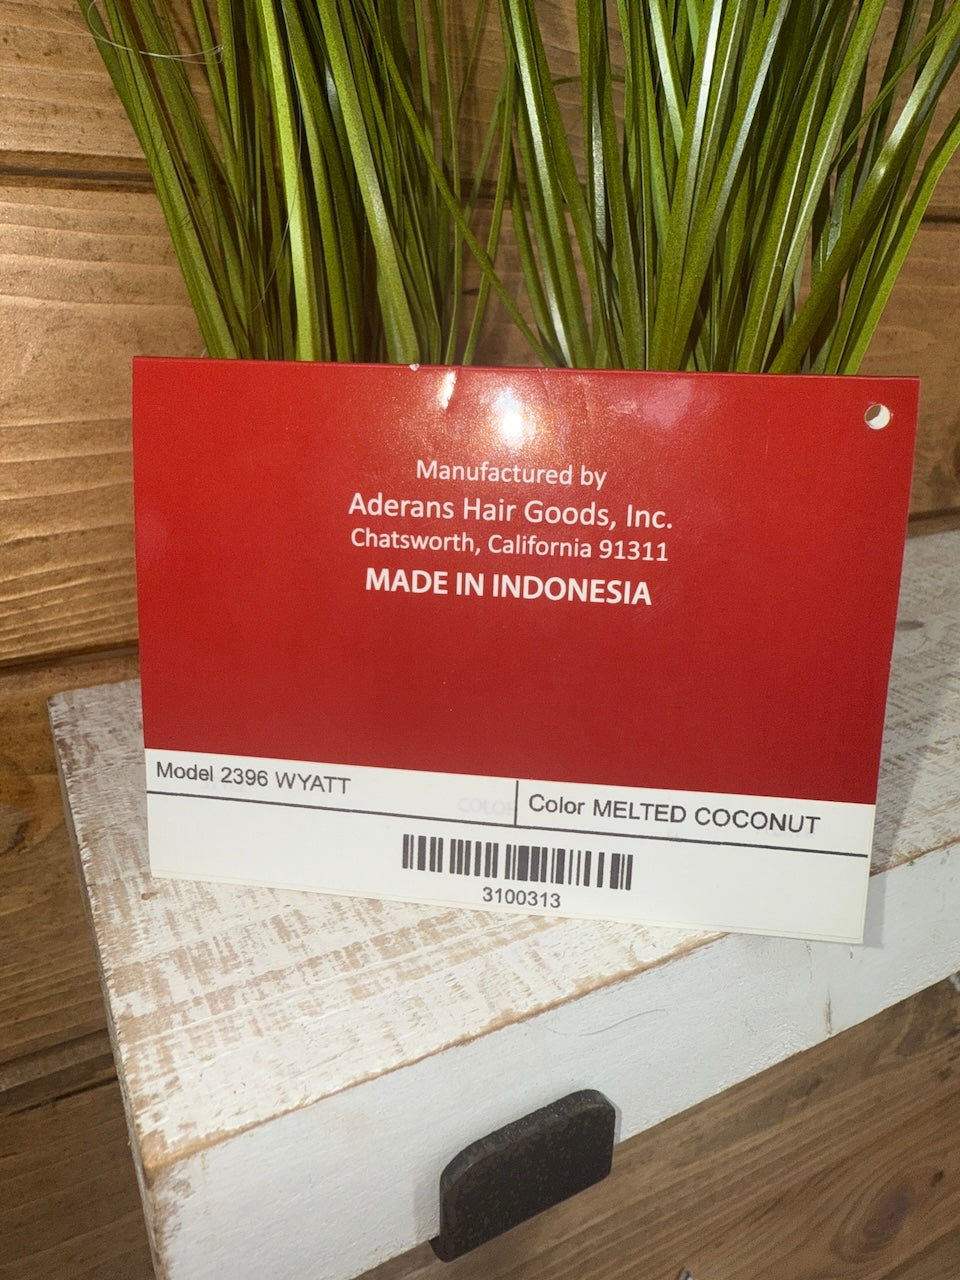 Manufactured by
Aderans Hair Goods, Inc.
Chatsworth, California 91311
MADE IN INDONESIA
Model 2396 WYATT
Color MELTED COCONUT
3100313